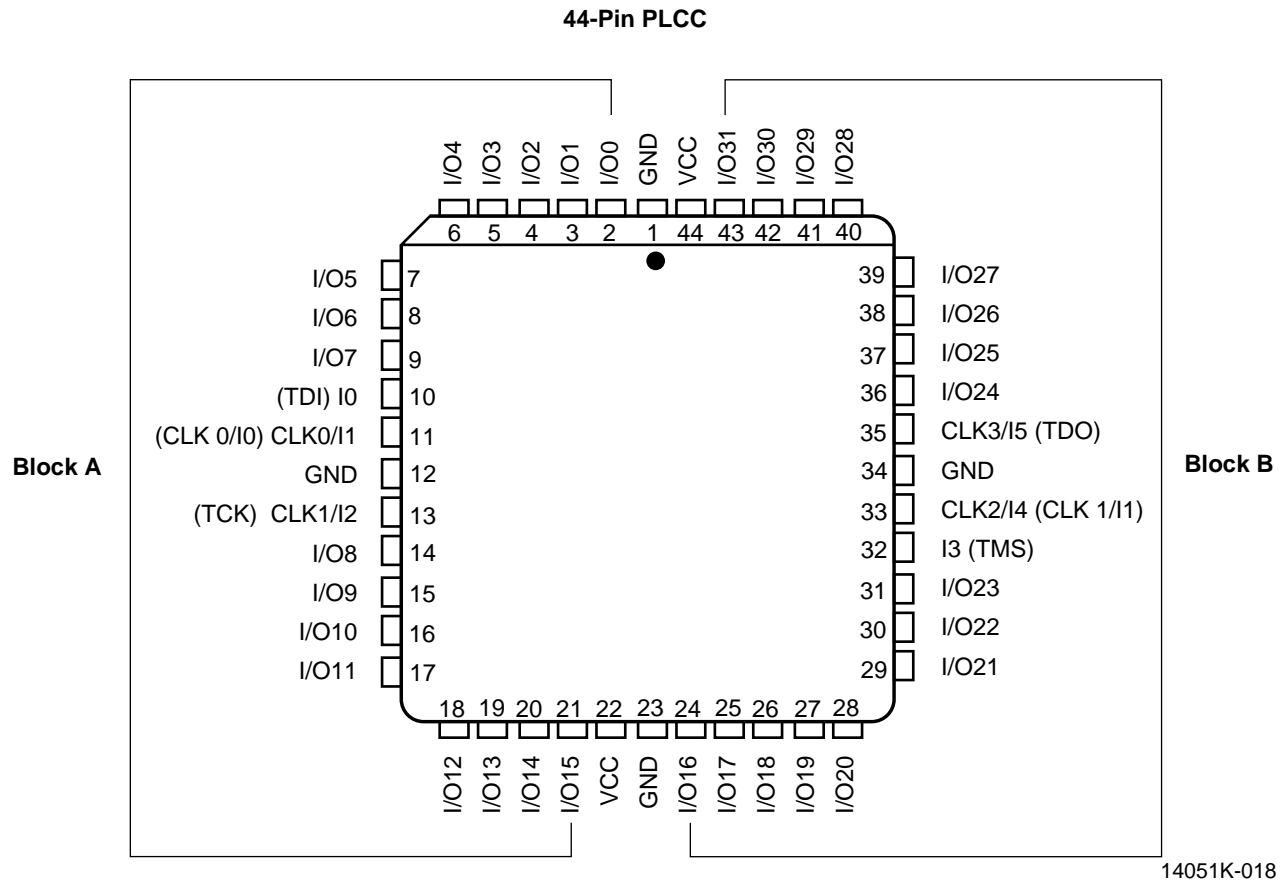 44-Pin PLCC
I/O4
I/O3
I/O2
I/O1
I/O0
GND
VCC
I/O31
I/O30
I/O29
I/O28
6 5 4 3 2 1 44 43 42 41 40
I/O5 7
I/O6 8
I/O7 9
(TDI) I0 10
(CLK 0/I0) CLK0/I1 11
GND 12
(TCK) CLK1/I2 13
I/O8 14
I/O9 15
I/O10 16
I/O11 17
Block A
39 I/O27
38 I/O26
37 I/O25
36 I/O24
35 CLK3/I5 (TDO)
34 GND
33 CLK2/I4 (CLK 1/I1)
32 I3 (TMS)
31 I/O23
30 I/O22
29 I/O21
Block B
18 19 20 21 22 23 24 25 26 27 28
I/O12
I/O13
I/O14
I/O15
VCC
GND
I/O16
I/O17
I/O18
I/O19
I/O20
14051K-018